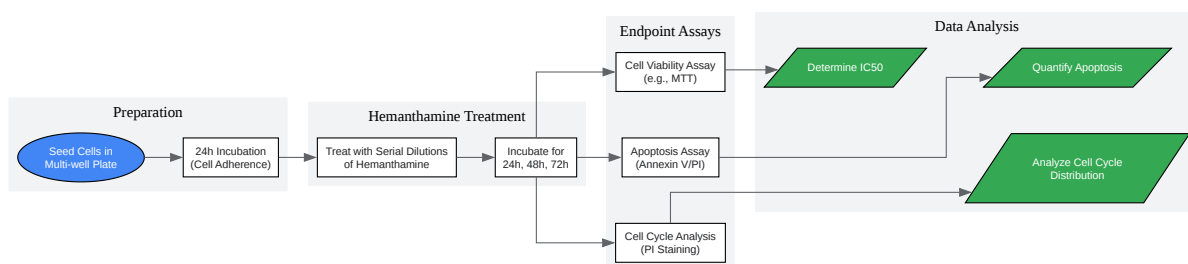 Preparation
Seed Cells in
Multi-well Plate
24h Incubation
(Cell Adherence)
Hemanthamine Treatment
Treat with Serial Dilutions
of Hemanthamine
Incubate for
24h, 48h, 72h
Endpoint Assays
Cell Viability Assay
(e.g., MTT)
Apoptosis Assay
(Annexin V/PI)
Cell Cycle Analysis
(PI Staining)
Data Analysis
Determine IC50
Quantify Apoptosis
Analyze Cell Cycle
Distribution